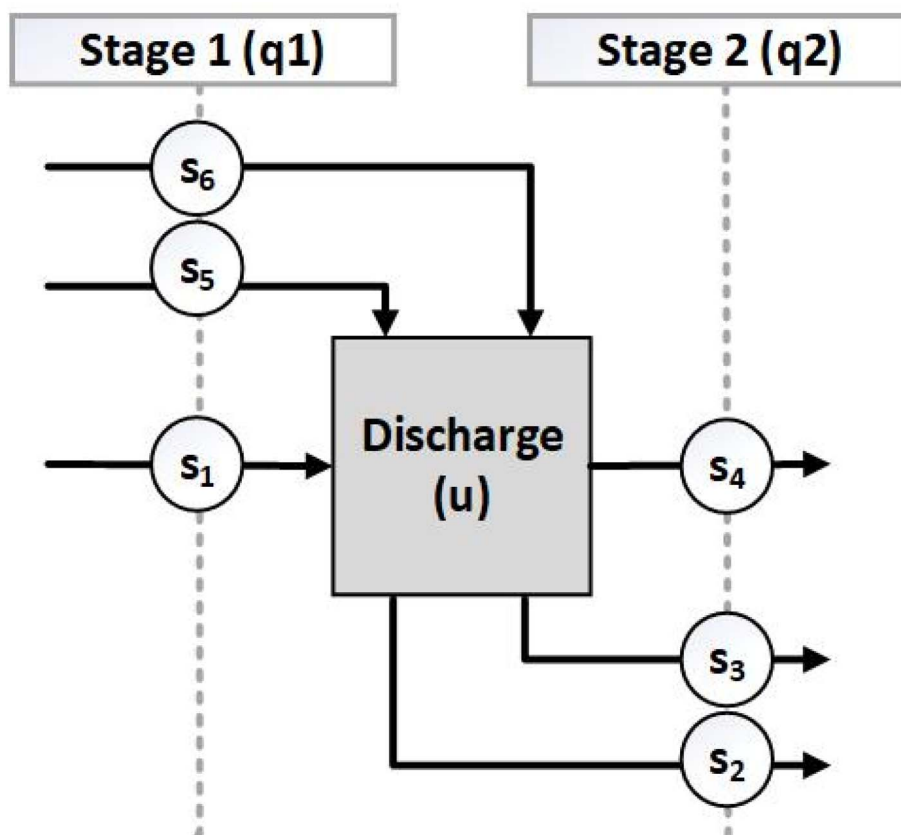 Stage 1 (q1)
Stage 2 (q2)
s₆
s₅
s₁
Discharge
(u)
s₄
s₃
s₂